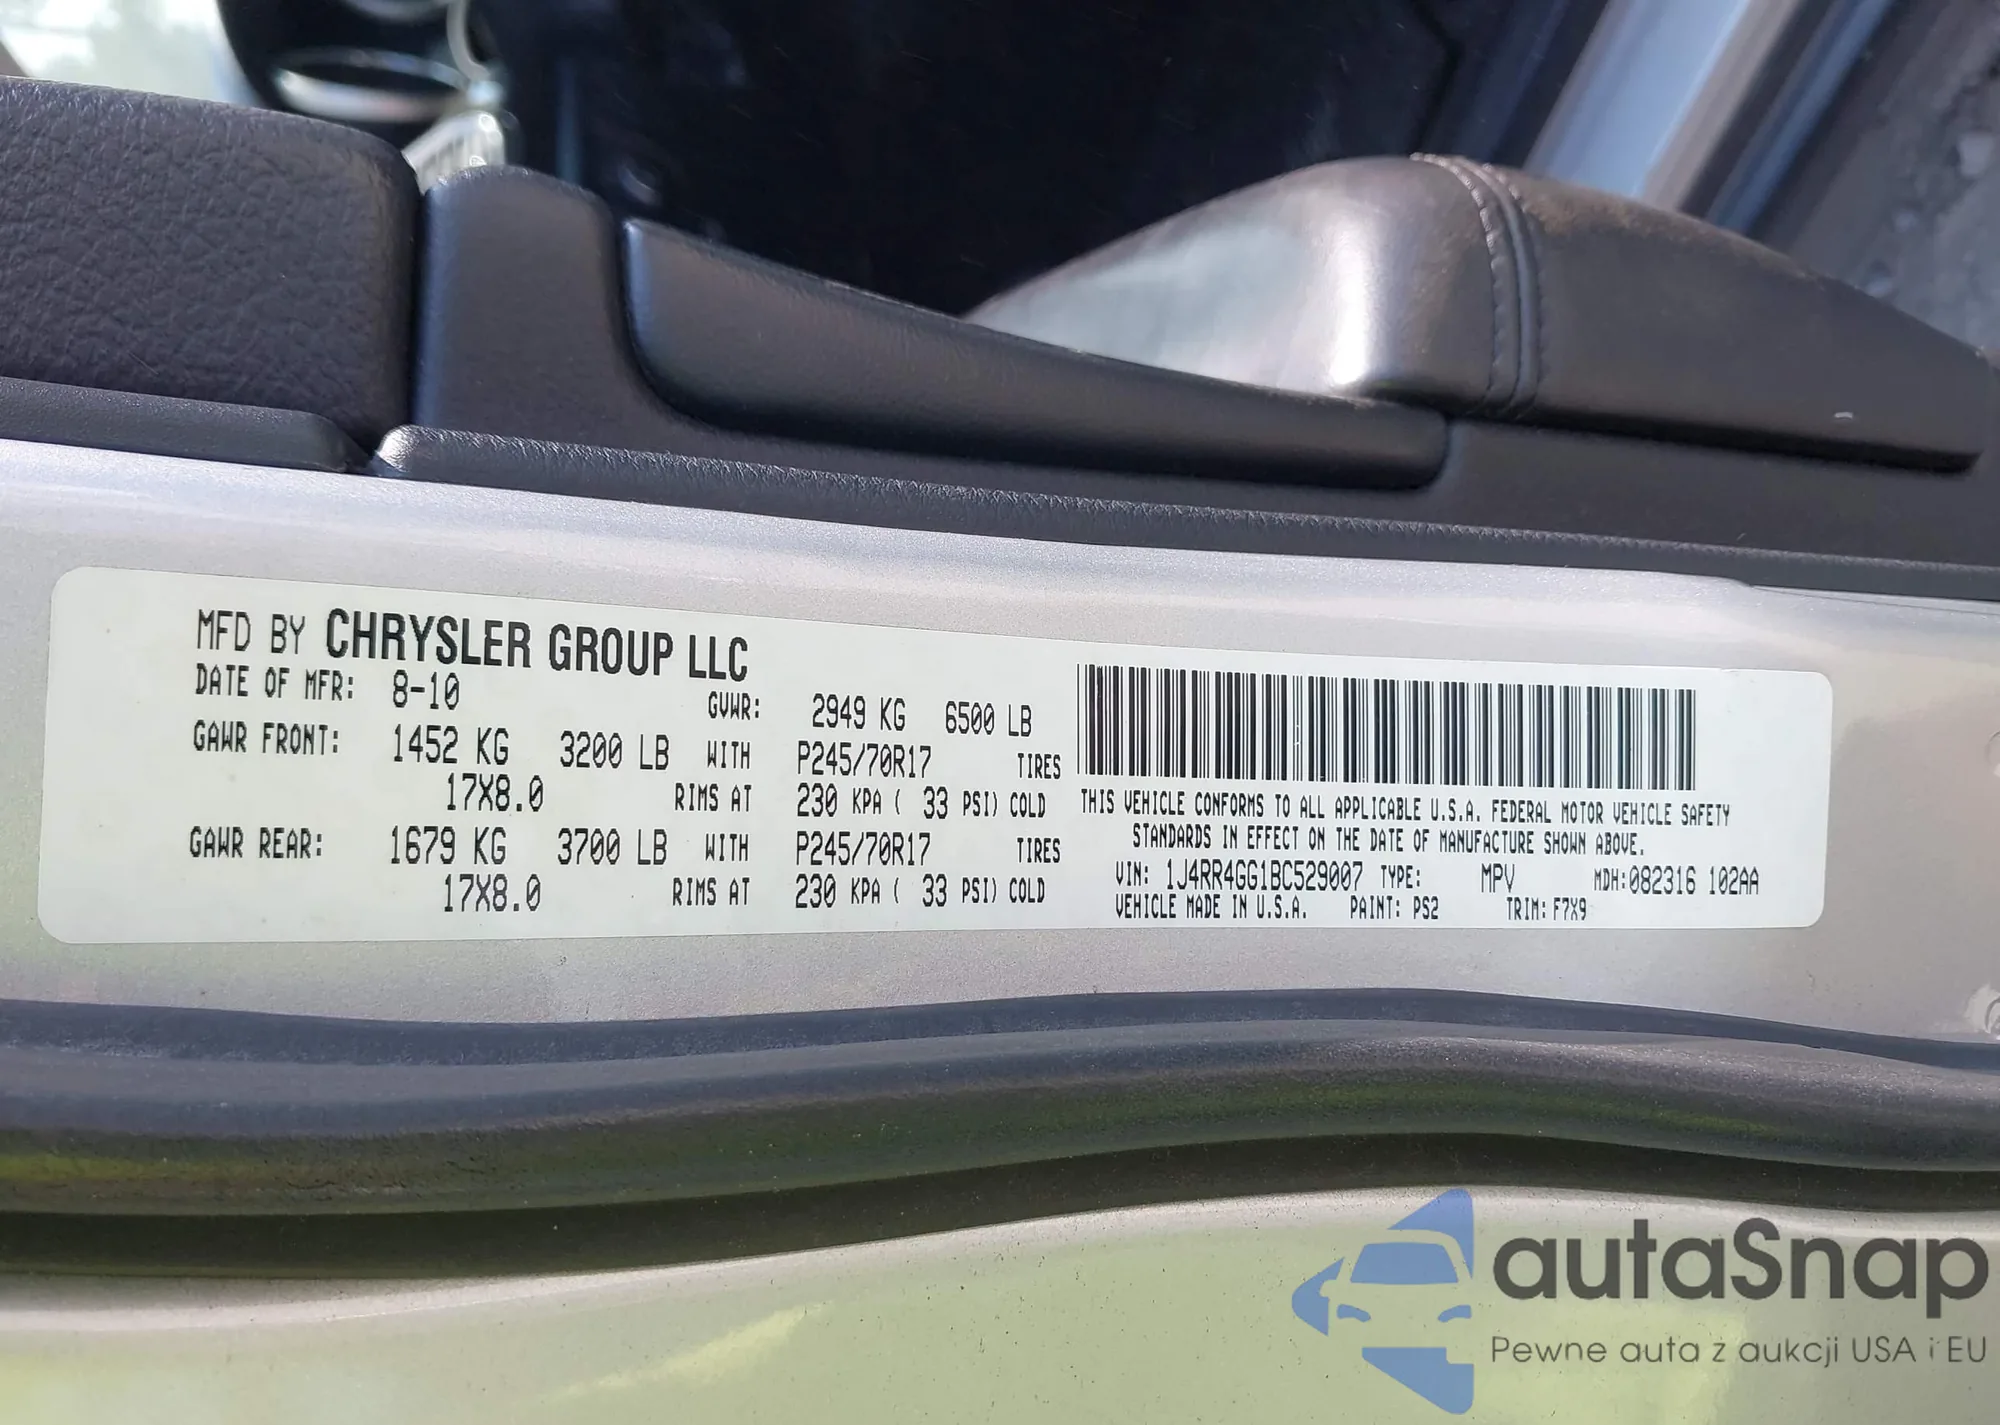 MFD BY CHRYSLER GROUP LLC
DATE OF MFR: 8-10 GVWR: 2949 KG 6500 LB
GAWR FRONT: 1452 KG 3200 LB WITH P245/70R17 TIRES
17X8.0 RIMS AT 230 KPA ( 33 PSI) COLD
GAWR REAR: 1679 KG 3700 LB WITH P245/70R17 TIRES
17X8.0 RIMS AT 230 KPA ( 33 PSI) COLD
THIS VEHICLE CONFORMS TO ALL APPLICABLE U.S.A. FEDERAL MOTOR VEHICLE SAFETY
STANDARDS IN EFFECT ON THE DATE OF MANUFACTURE SHOWN ABOVE.
VIN: 1J4RR4GG1BC529007 TYPE: MPV MDH:082316 102AA
VEHICLE MADE IN U.S.A. PAINT: PS2 TRIM: F7X9
autaSnap
Pewne auta z aukcji USA i EU